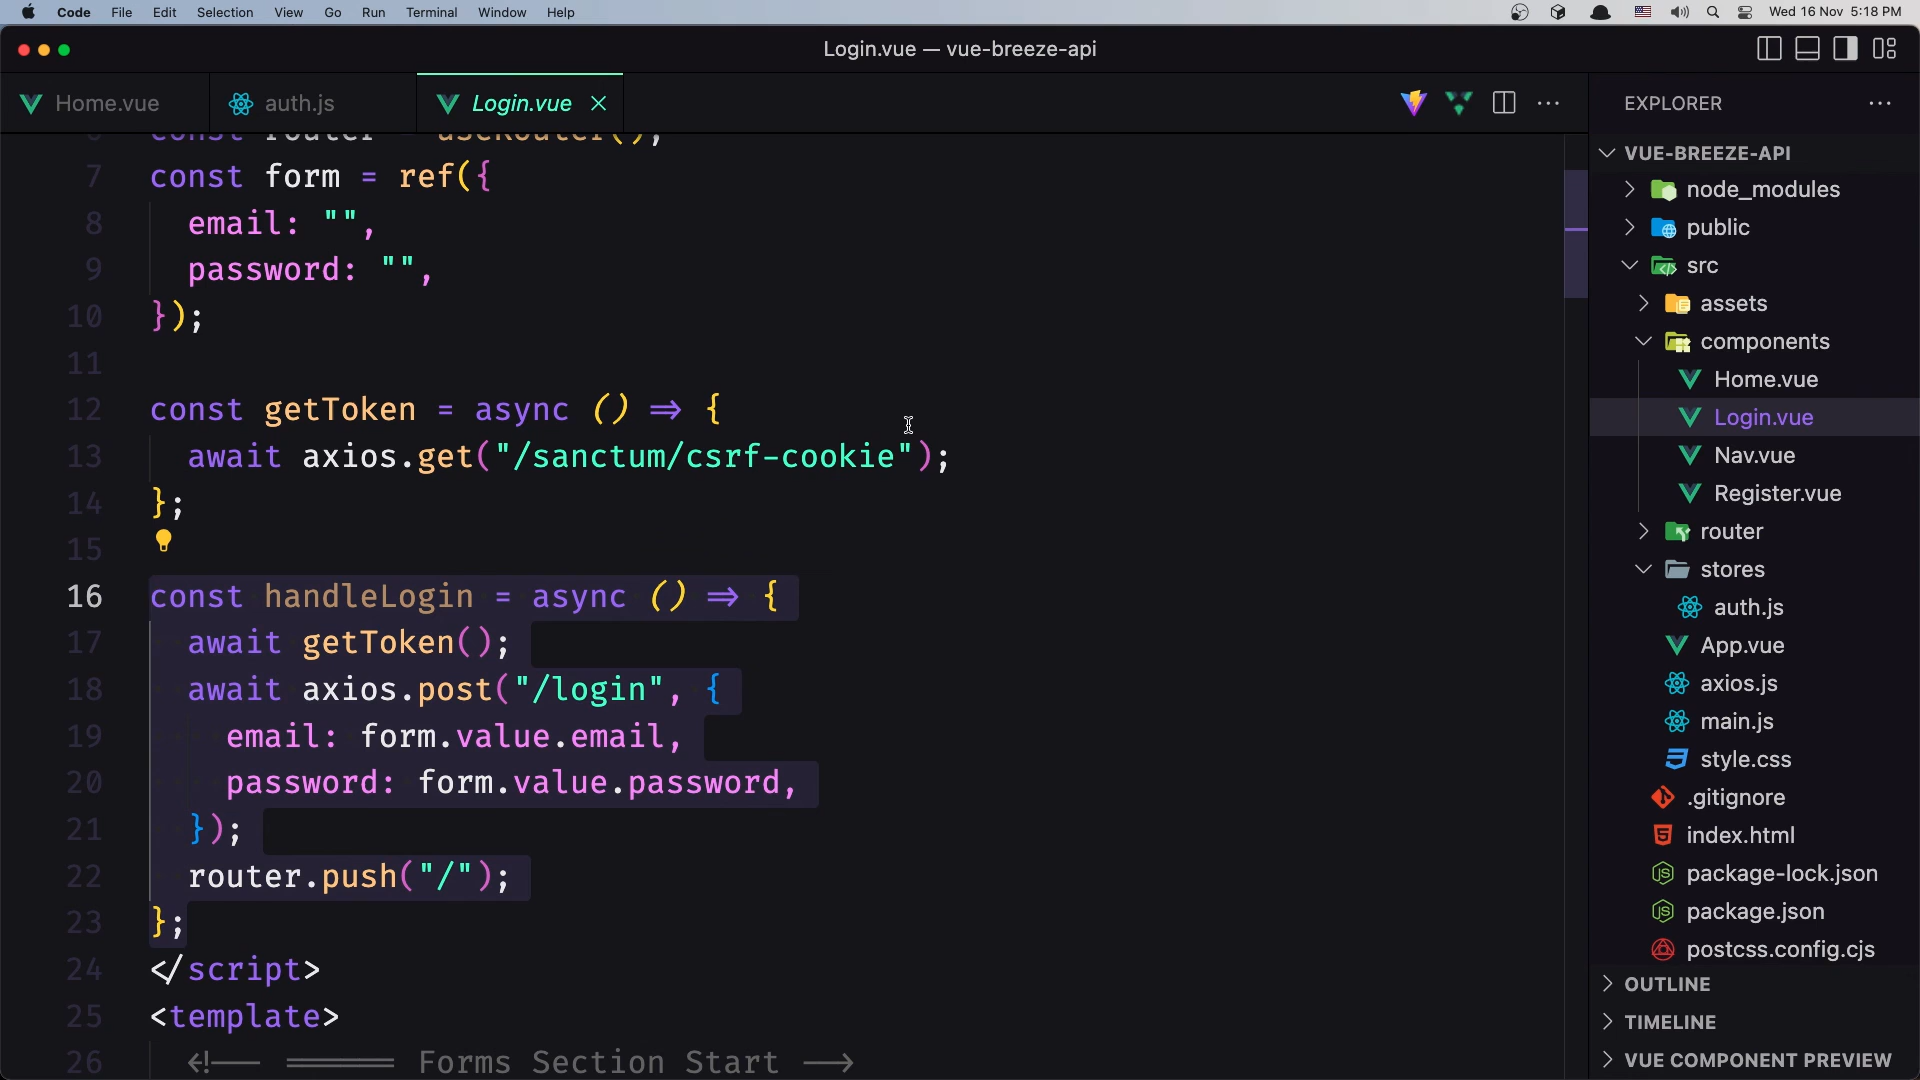 Code File Edit Selection View Go Run Terminal Window Help Wed 16 Nov 5:18 PM
Login.vue — vue-breeze-api
Home.vue auth.js Login.vue
6 const router = useRouter();
7 const form = ref({
8 email: "",
9 password: "",
10 });
11
12 const getToken = async () => {
13 await axios.get("/sanctum/csrf-cookie");
14 };
15
16 const handleLogin = async () => {
17 await getToken();
18 await axios.post("/login", {
19 email: form.value.email,
20 password: form.value.password,
21 });
22 router.push("/");
23 };
24 </script>
25 <template>
26 <!-- ====== Forms Section Start -->
EXPLORER
VUE-BREEZE-API
node_modules
public
src
assets
components
Home.vue
Login.vue
Nav.vue
Register.vue
router
stores
auth.js
App.vue
axios.js
main.js
style.css
.gitignore
index.html
package-lock.json
package.json
postcss.config.cjs
OUTLINE
TIMELINE
VUE COMPONENT PREVIEW